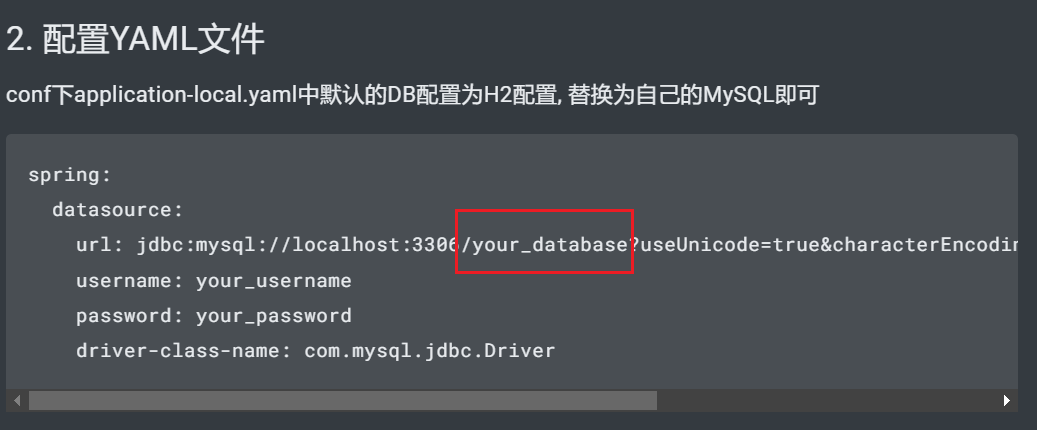 2. 配置YAML文件
conf下application-local.yaml中默认的DB配置为H2配置, 替换为自己的MySQL即可
spring:
datasource:
url: jdbc:mysql://localhost:3306/your_database?useUnicode=true&characterEncodin
username: your_username
password: your_password
driver-class-name: com.mysql.jdbc.Driver